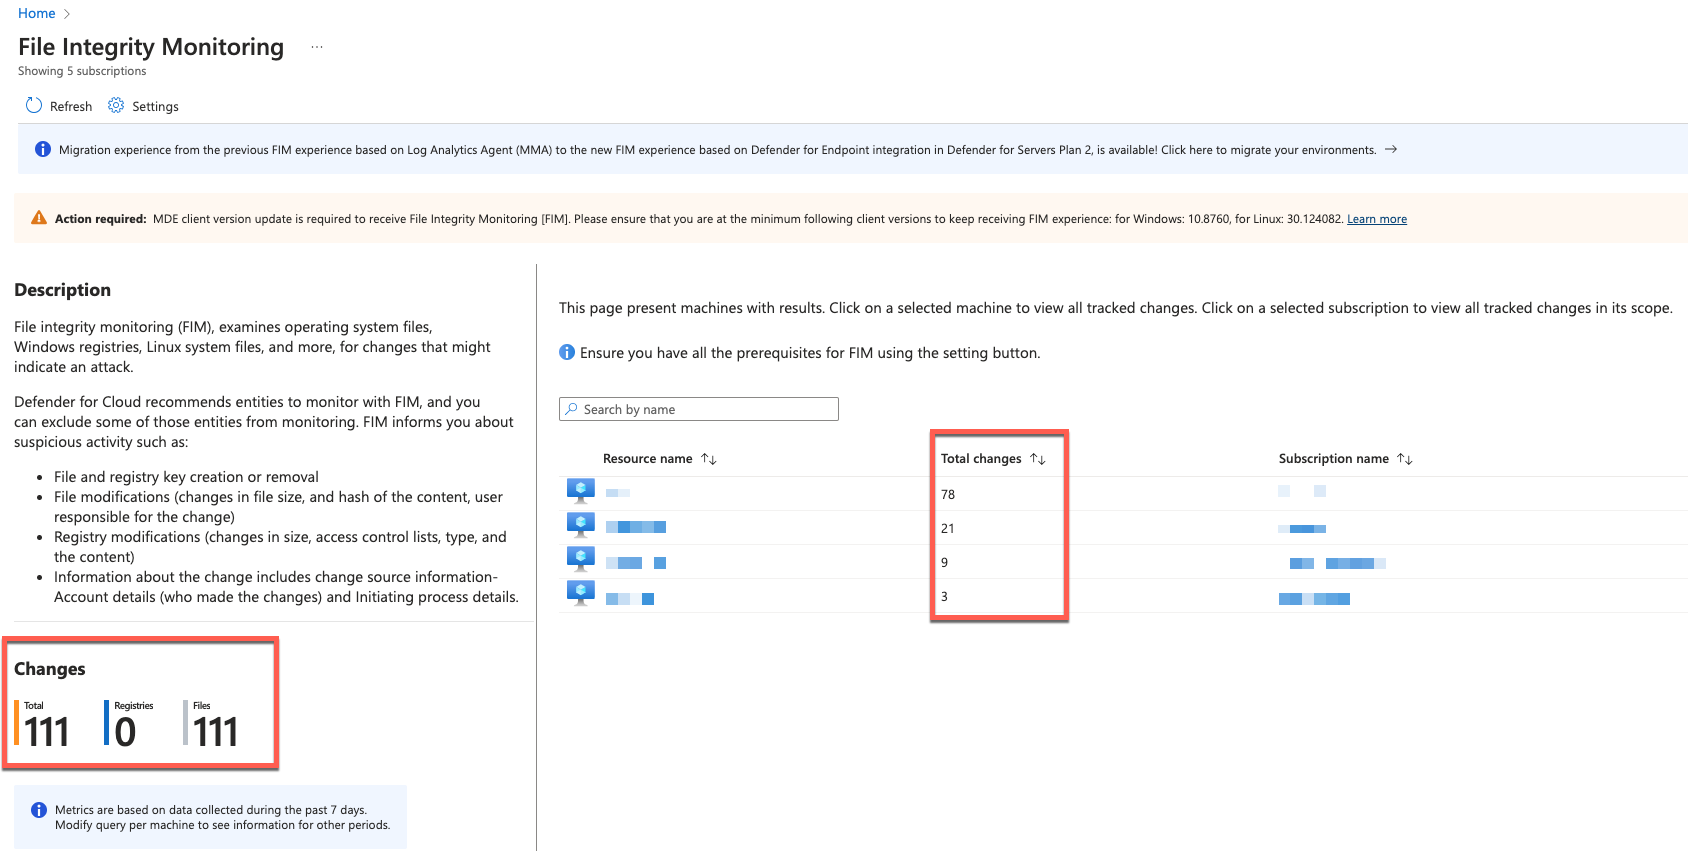 Home
File Integrity Monitoring ...
Showing 5 subscriptions
Refresh Settings
Migration experience from the previous FIM experience based on Log Analytics Agent (MMA) to the new FIM experience based on Defender for Endpoint integration in Defender for Servers Plan 2, is available! Click here to migrate your environments. →
Action required: MDE client version update is required to receive File Integrity Monitoring [FIM]. Please ensure that you are at the minimum following client versions to keep receiving FIM experience: for Windows: 10.8760, for Linux: 30.124082. Learn more
Description
File integrity monitoring (FIM), examines operating system files,
Windows registries, Linux system files, and more, for changes that might
indicate an attack.
Defender for Cloud recommends entities to monitor with FIM, and you
can exclude some of those entities from monitoring. FIM informs you about
suspicious activity such as:
• File and registry key creation or removal
• File modifications (changes in file size, and hash of the content, user
responsible for the change)
• Registry modifications (changes in size, access control lists, type, and
the content)
• Information about the change includes change source information-
Account details (who made the changes) and Initiating process details.
Changes
Total Registries Files
111 0 111
Metrics are based on data collected during the past 7 days.
Modify query per machine to see information for other periods.
This page present machines with results. Click on a selected machine to view all tracked changes. Click on a selected subscription to view all tracked changes in its scope.
Ensure you have all the prerequisites for FIM using the setting button.
Search by name
Resource name ↑↓ Total changes ↑↓ Subscription name ↑↓
78
21
9
3